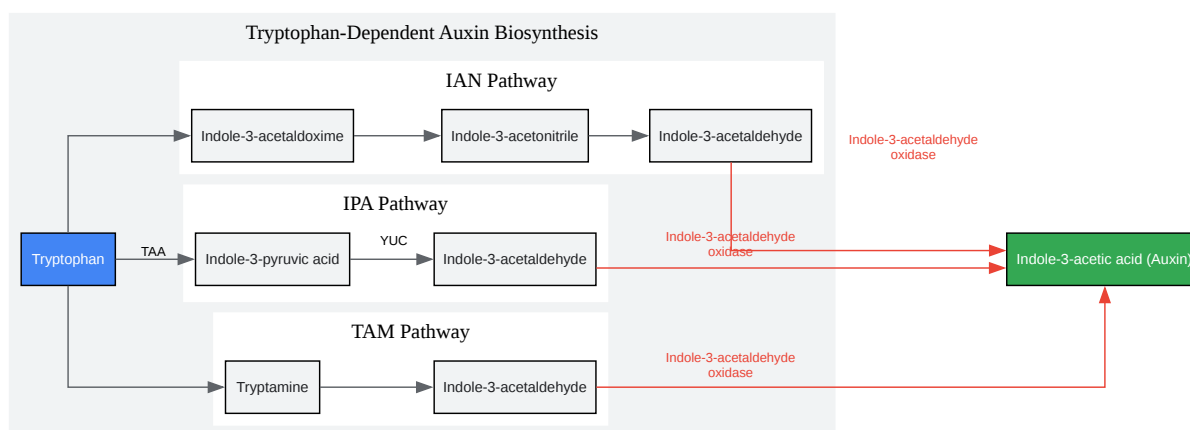 Tryptophan-Dependent Auxin Biosynthesis
IAN Pathway
Indole-3-acetaldoxime
Indole-3-acetonitrile
Indole-3-acetaldehyde
Indole-3-acetaldehyde
oxidase
IPA Pathway
Tryptophan
TAA
Indole-3-pyruvic acid
YUC
Indole-3-acetaldehyde
Indole-3-acetaldehyde
oxidase
Indole-3-acetic acid (Auxin)
TAM Pathway
Tryptamine
Indole-3-acetaldehyde
Indole-3-acetaldehyde
oxidase